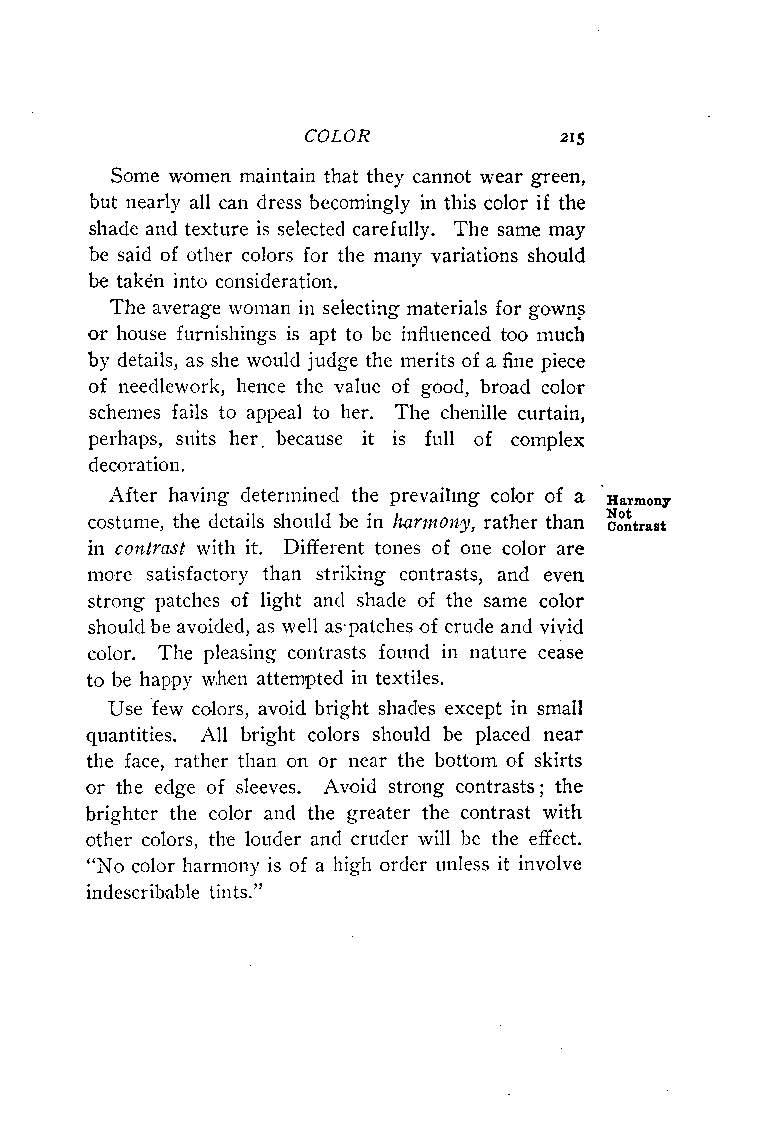 COLOR 215
Some women maintain that they cannot wear green,
but nearly all can dress becomingly in this color if the
shade and texture is selected carefully. The same may
be said of other colors for the many variations should
be taken into consideration.
The average woman in selecting materials for gowns
or house furnishings is apt to be influenced too much
by details, as she would judge the merits of a fine piece
of needlework, hence the value of good, broad color
schemes fails to appeal to her. The chenille curtain,
perhaps, suits her because it is full of complex
decoration.
After having determined the prevailing color of a
costume, the details should be in harmony, rather than
in contrast with it. Different tones of one color are
more satisfactory than striking contrasts, and even
strong patches of light and shade of the same color
should be avoided, as well as patches of crude and vivid
color. The pleasing contrasts found in nature cease
to be happy when attempted in textiles.
Harmony
Not
Contrast
Use few colors, avoid bright shades except in small
quantities. All bright colors should be placed near
the face, rather than on or near the bottom of skirts
or the edge of sleeves. Avoid strong contrasts; the
brighter the color and the greater the contrast with
other colors, the louder and cruder will be the effect.
“No color harmony is of a high order unless it involve
indescribable tints.”